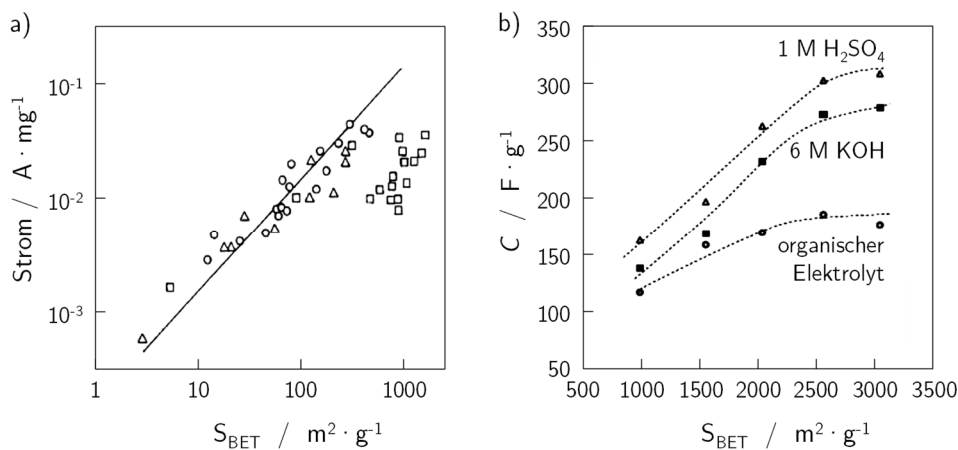 a)
Strom / A · mg⁻¹
10⁻¹
10⁻²
10⁻³
1
10
100
1000
S_BET / m² · g⁻¹
b)
C / F · g⁻¹
350
300
250
200
150
100
50
500
1000
1500
2000
2500
3000
3500
S_BET / m² · g⁻¹
1 M H₂SO₄
6 M KOH
organischer
Elektrolyt